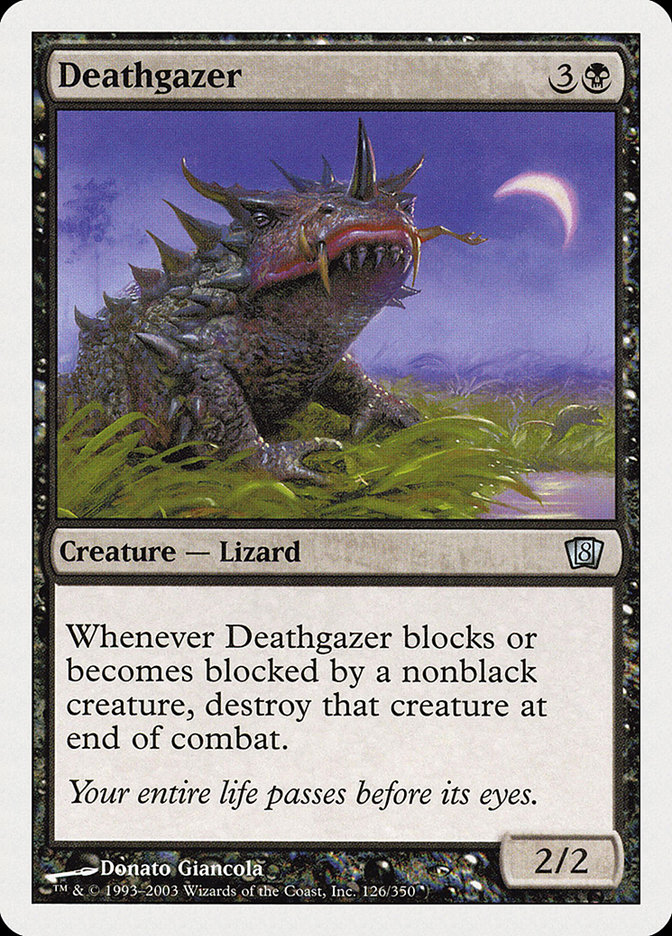 Deathgazer 3
Creature — Lizard 8
Whenever Deathgazer blocks or
becomes blocked by a nonblack
creature, destroy that creature at
end of combat.
Your entire life passes before its eyes.
2/2
Donato Giancola
™ & © 1993–2003 Wizards of the Coast, Inc. 126/350